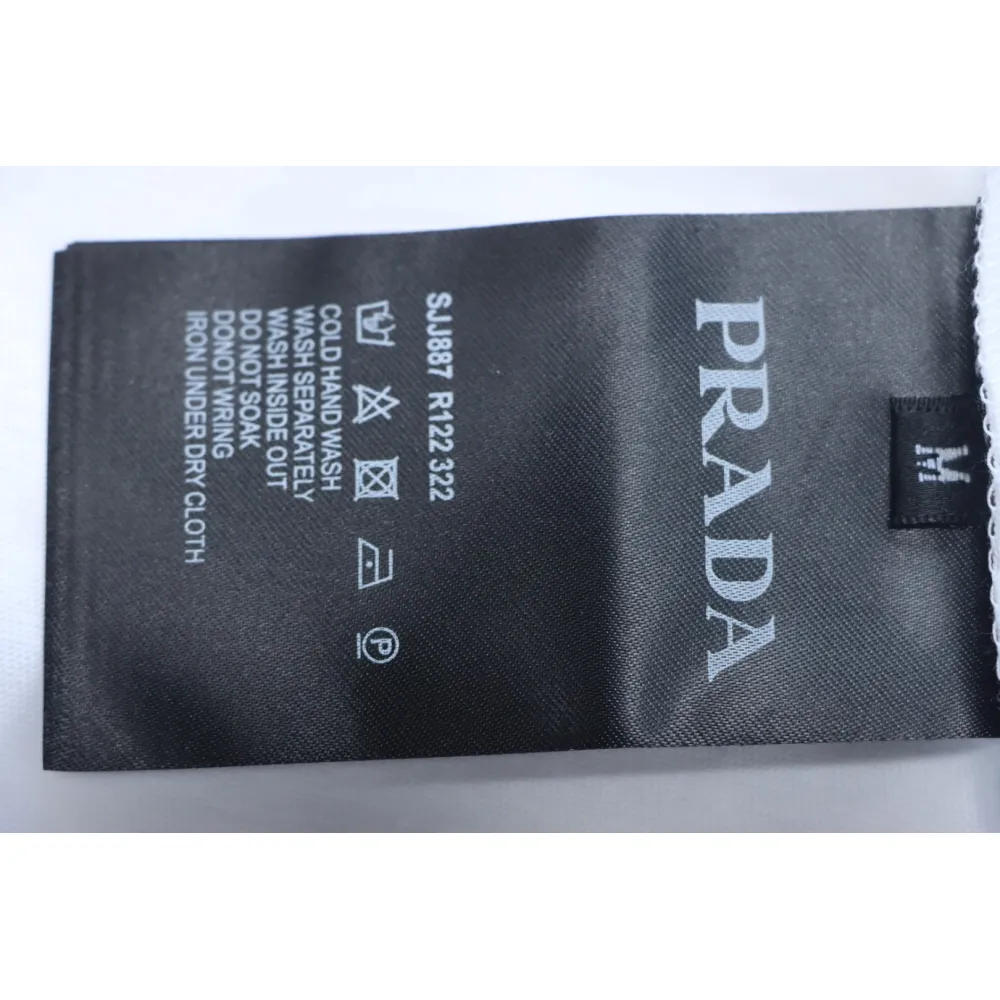 M
PRADA
SJJ887 R122 322
P
COLD HAND WASH
WASH SEPARATELY
WASH INSIDE OUT
DO NOT SOAK
DONOT WRING
IRON UNDER DRY CLOTH